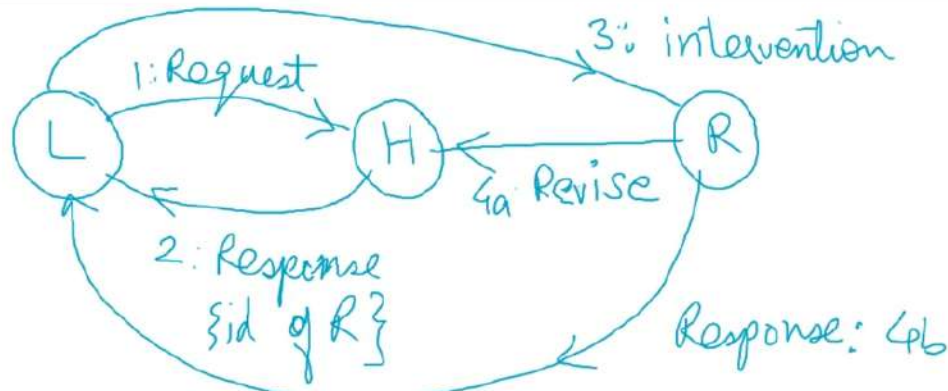 3: intervention
1: Request
L
H
R
4a Revise
2: Response
{id of R}
Response: 4b